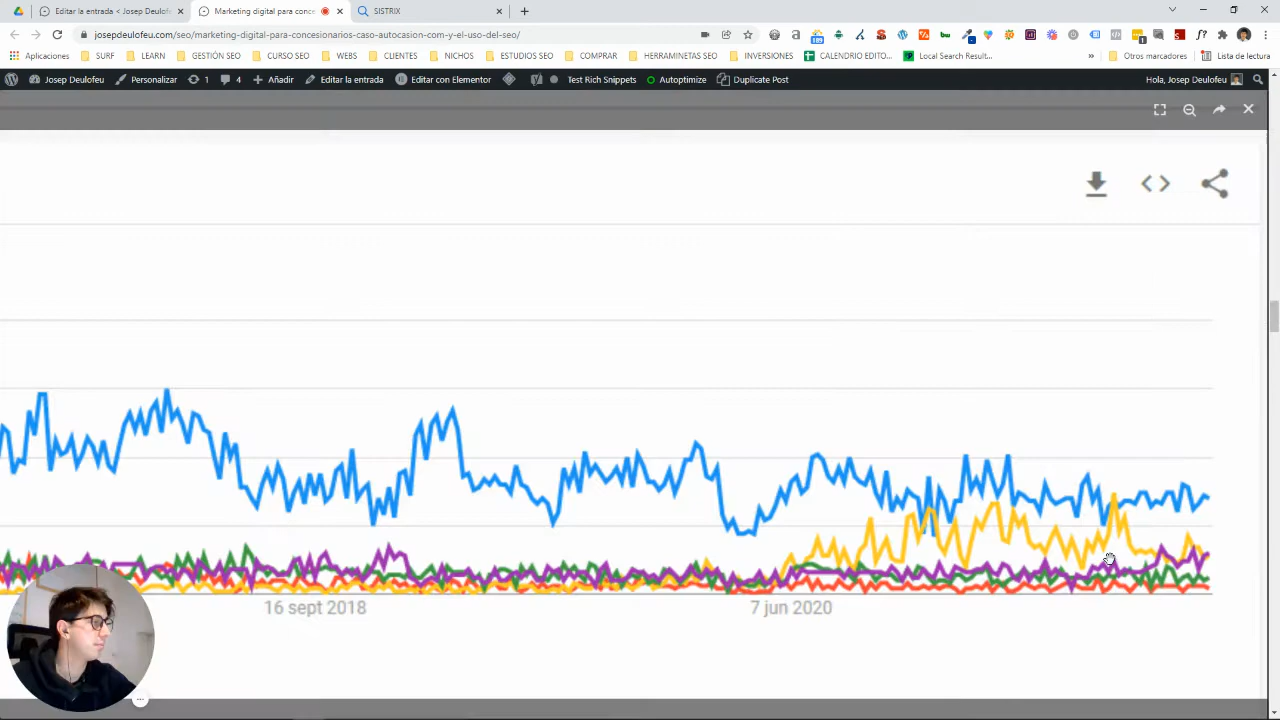 Editar la entrada < Josep Deulofeu
Marketing digital para conce
SISTRIX
josepdeulofeu.com/seo/marketing-digital-para-concesionarios-caso-autocasion-com-y-el-uso-del-seo/
Aplicaciones SURF LEARN GESTIÓN SEO !CURSO SEO WEBS CLIENTES NICHOS ESTUDIOS SEO COMPRAR HERRAMINETAS SEO INVERSIONES CALENDARIO EDITO... Local Search Result... » Otros marcadores Lista de lectura
Josep Deulofeu Personalizar 1 4 Añadir Editar la entrada Editar con Elementor Test Rich Snippets Autoptimize Duplicate Post Hola, Josep Deulofeu
16 sept 2018 7 jun 2020